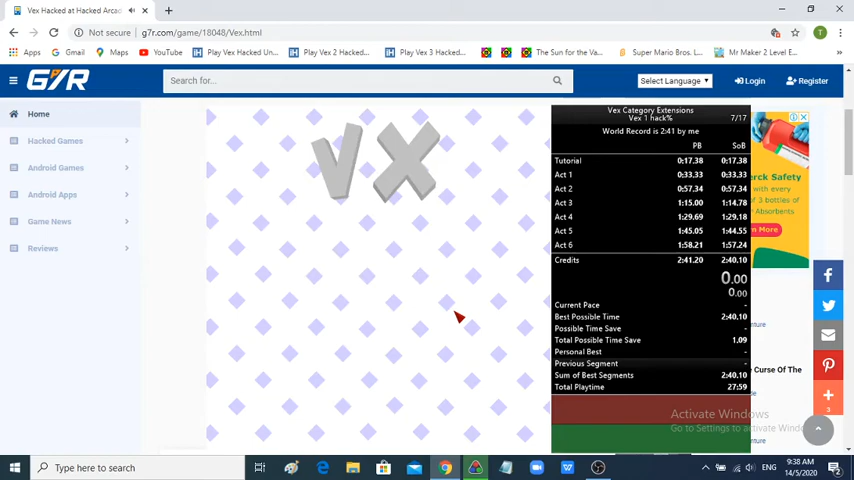 Vex Hacked at Hacked Arcad
Not secure g7r.com/game/18048/Vex.html
Apps Gmail Maps YouTube Play Vex Hacked Un... Play Vex 2 Hacked... Play Vex 3 Hacked... The Sun for the Va... Super Mario Bros. L... Mr Maker 2 Level E...
G7R Search for... Select Language Login Register
Home
Hacked Games
Android Games
Android Apps
Game News
Reviews
V X
Vex Category Extensions
Vex 1 hack% 7/17
World Record is 2:41 by me
PB SoB
Tutorial 0:17.38 0:17.38
Act 1 0:33.33 0:33.33
Act 2 0:57.34 0:57.34
Act 3 1:15.00 1:14.78
Act 4 1:29.69 1:29.18
Act 5 1:45.05 1:44.55
Act 6 1:58.21 1:57.24
Credits 2:41.20 2:40.10
0.00
0.00
Current Pace -
Best Possible Time 2:40.10
Possible Time Save -
Total Possible Time Save 1.09
Personal Best -
Previous Segment -
Sum of Best Segments 2:40.10
Total Playtime 27:59
rck Safety
with every
3 bottles of
Absorbents
m More
enture
e Curse Of The
enture
3
Activate Windows
Go to Settings to activate Windo
Type here to search
ENG
9:38 AM
14/5/2020
2